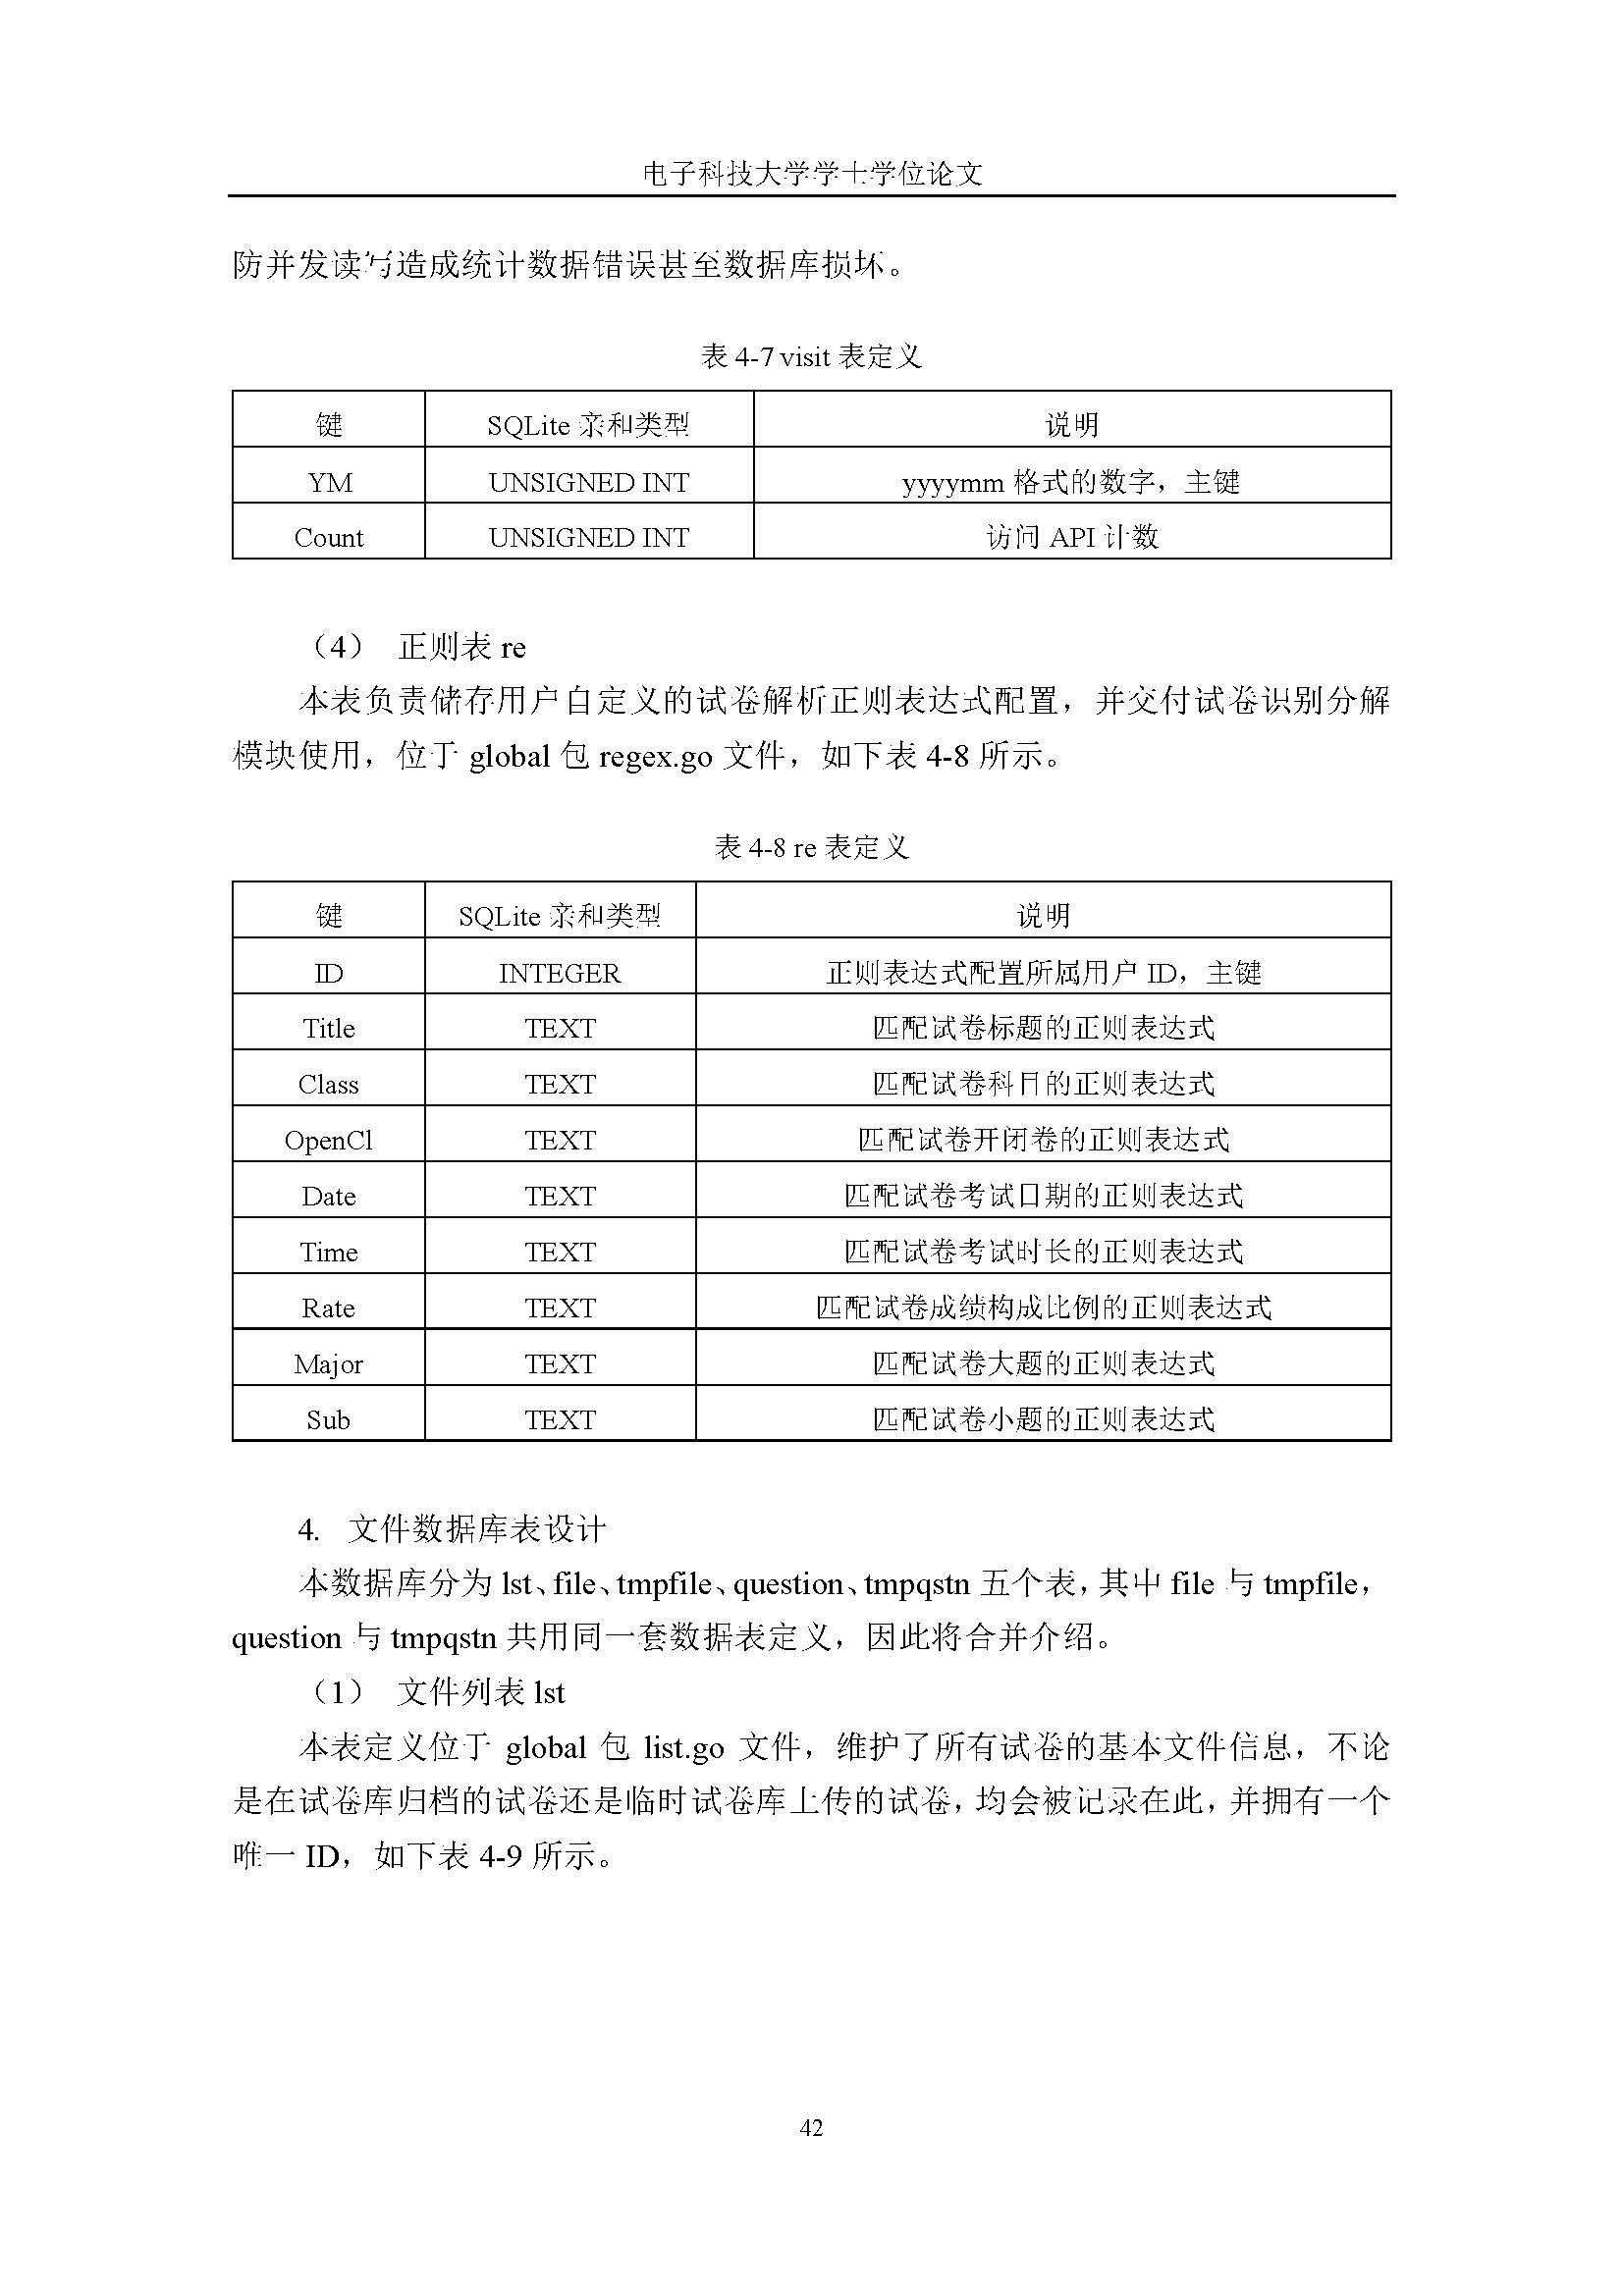 电子科技大学学士学位论文
防并发读写造成统计数据错误甚至数据库损坏。
表 4-7 visit 表定义
键 SQLite 亲和类型 说明
YM UNSIGNED INT yyyymm 格式的数字，主键
Count UNSIGNED INT 访问 API 计数
（4） 正则表 re
本表负责储存用户自定义的试卷解析正则表达式配置，并交付试卷识别分解
模块使用，位于 global 包 regex.go 文件，如下表 4-8 所示。
表 4-8 re 表定义
键 SQLite 亲和类型 说明
ID INTEGER 正则表达式配置所属用户 ID，主键
Title TEXT 匹配试卷标题的正则表达式
Class TEXT 匹配试卷科目的正则表达式
OpenCl TEXT 匹配试卷开闭卷的正则表达式
Date TEXT 匹配试卷考试日期的正则表达式
Time TEXT 匹配试卷考试时长的正则表达式
Rate TEXT 匹配试卷成绩构成比例的正则表达式
Major TEXT 匹配试卷大题的正则表达式
Sub TEXT 匹配试卷小题的正则表达式
4. 文件数据库表设计
本数据库分为 lst、file、tmpfile、question、tmpqstn 五个表，其中 file 与 tmpfile，
question 与 tmpqstn 共用同一套数据表定义，因此将合并介绍。
（1） 文件列表 lst
本表定义位于 global 包 list.go 文件，维护了所有试卷的基本文件信息，不论
是在试卷库归档的试卷还是临时试卷库上传的试卷，均会被记录在此，并拥有一个
唯一 ID，如下表 4-9 所示。
42